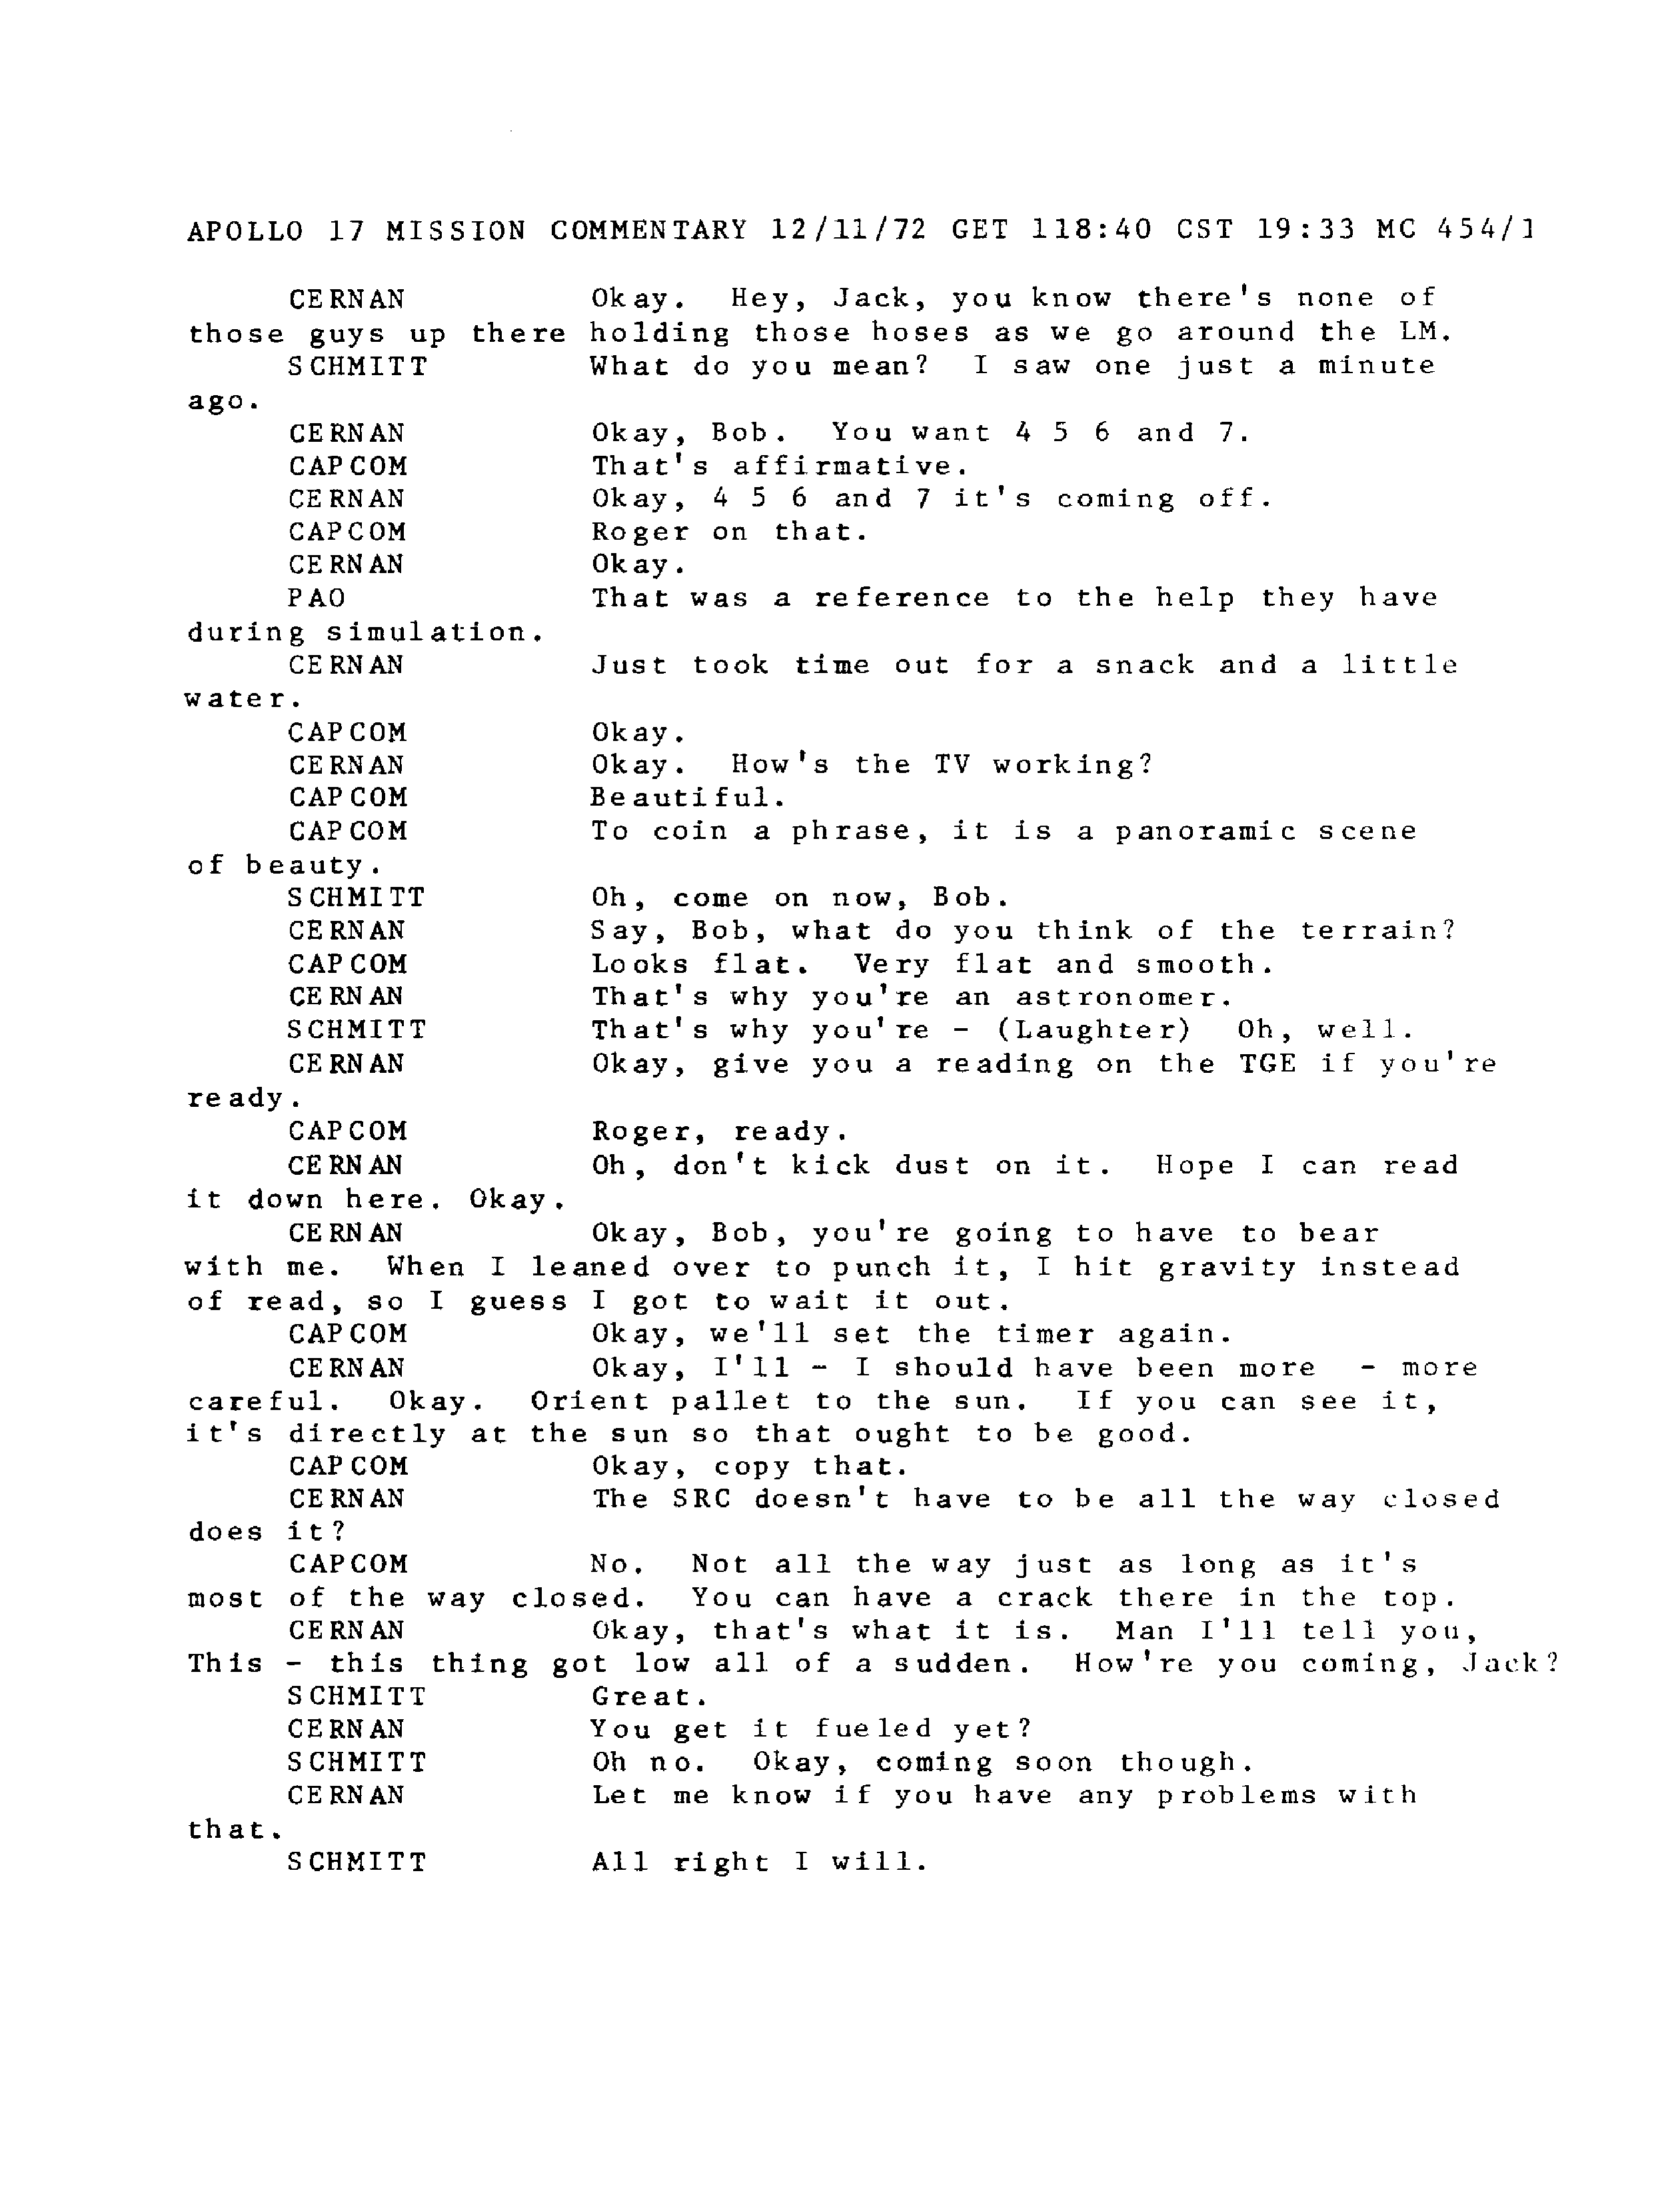 APOLLO 17 MISSION COMMENTARY 12/11/72 GET 118:40 CST 19:33 MC 454/1
CERNAN Okay. Hey, Jack, you know there's none of
those guys up there holding those hoses as we go around the LM.
SCHMITT What do you mean? I saw one just a minute
ago.
CERNAN Okay, Bob. You want 4 5 6 and 7.
CAPCOM That's affirmative.
CERNAN Okay, 4 5 6 and 7 it's coming off.
CAPCOM Roger on that.
CERNAN Okay.
PAO That was a reference to the help they have
during simulation.
CERNAN Just took time out for a snack and a little
water.
CAPCOM Okay.
CERNAN Okay. How's the TV working?
CAPCOM Beautiful.
CAPCOM To coin a phrase, it is a panoramic scene
of beauty.
SCHMITT Oh, come on now, Bob.
CERNAN Say, Bob, what do you think of the terrain?
CAPCOM Looks flat. Very flat and smooth.
CERNAN That's why you're an astronomer.
SCHMITT That's why you're - (Laughter) Oh, well.
CERNAN Okay, give you a reading on the TGE if you're
ready.
CAPCOM Roger, ready.
CERNAN Oh, don't kick dust on it. Hope I can read
it down here. Okay.
CERNAN Okay, Bob, you're going to have to bear
with me. When I leaned over to punch it, I hit gravity instead
of read, so I guess I got to wait it out.
CAPCOM Okay, we'll set the timer again.
CERNAN Okay, I'll - I should have been more - more
careful. Okay. Orient pallet to the sun. If you can see it,
it's directly at the sun so that ought to be good.
CAPCOM Okay, copy that.
CERNAN The SRC doesn't have to be all the way closed
does it?
CAPCOM No. Not all the way just as long as it's
most of the way closed. You can have a crack there in the top.
CERNAN Okay, that's what it is. Man I'll tell you,
This - this thing got low all of a sudden. How're you coming, Jack?
SCHMITT Great.
CERNAN You get it fueled yet?
SCHMITT Oh no. Okay, coming soon though.
CERNAN Let me know if you have any problems with
that.
SCHMITT All right I will.